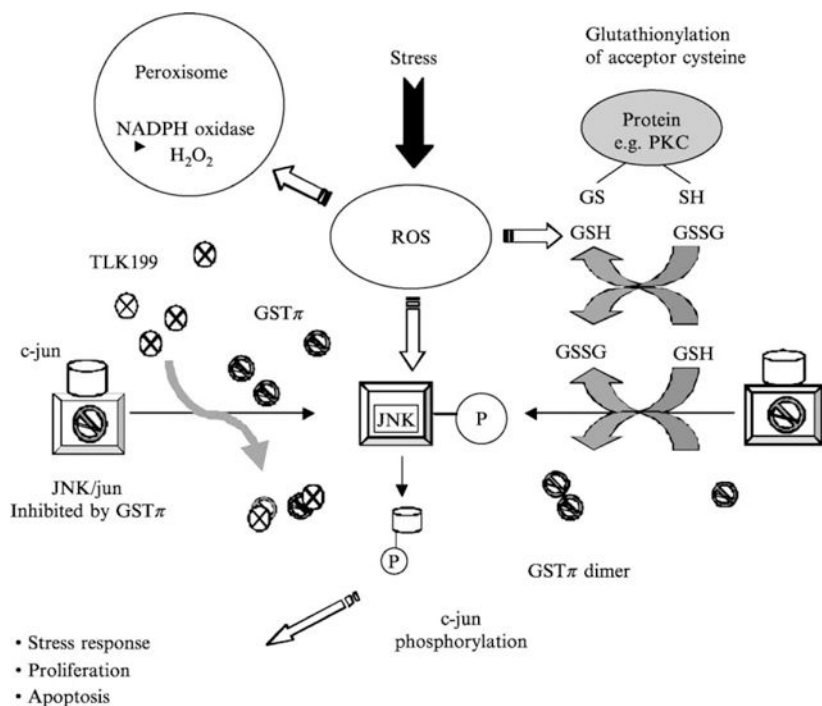 Peroxisome
NADPH oxidase
H₂O₂
Stress
Glutathionylation
of acceptor cysteine
Protein
e.g. PKC
GS SH
ROS
GSH GSSG
TLK199
GSTπ
c-jun
GSSG GSH
JNK
P
JNK/jun
Inhibited by GSTπ
P
GSTπ dimer
c-jun
phosphorylation
• Stress response
• Proliferation
• Apoptosis